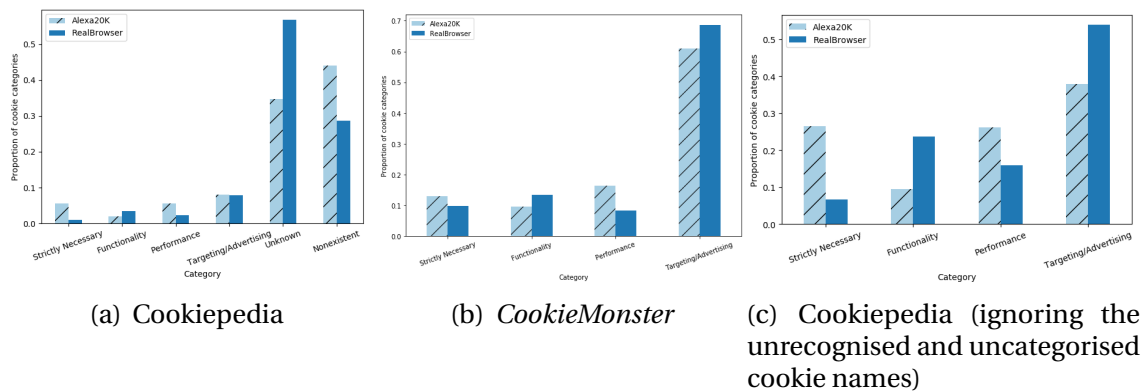 Alexa20K
RealBrowser
Proportion of cookie categories
0.5
0.4
0.3
0.2
0.1
0.0
Strictly Necessary
Functionality
Performance
Targeting/Advertising
Unknown
Nonexistent
Category
(a) Cookiepedia
Alexa20K
RealBrowser
Proportion of cookie categories
0.7
0.6
0.5
0.4
0.3
0.2
0.1
0.0
Strictly Necessary
Functionality
Performance
Targeting/Advertising
Category
(b) CookieMonster
Alexa20K
RealBrowser
Proportion of cookie categories
0.5
0.4
0.3
0.2
0.1
0.0
Strictly Necessary
Functionality
Performance
Targeting/Advertising
Category
(c) Cookiepedia (ignoring the
unrecognised and uncategorised
cookie names)